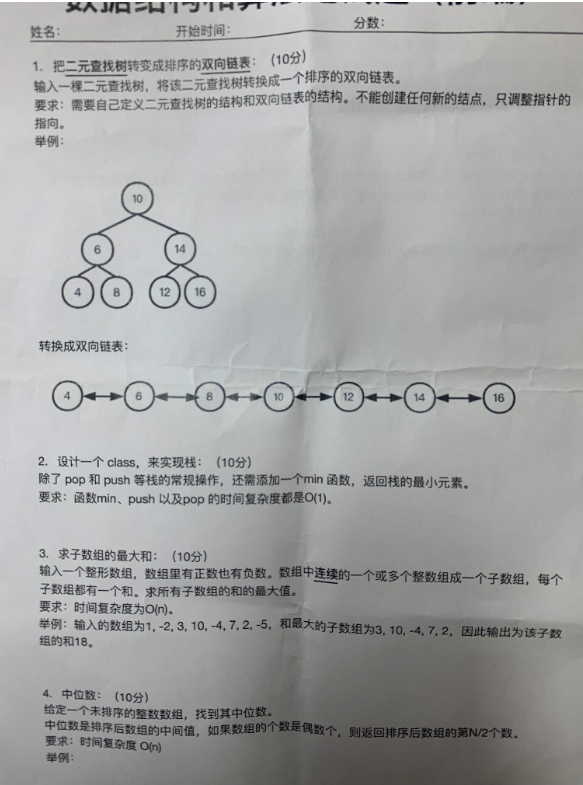 数据结构和算法
姓名：
开始时间：
分数：
1. 把二元查找树转变成排序的双向链表：（10分）
输入一棵二元查找树，将该二元查找树转换成一个排序的双向链表。
要求：需要自己定义二元查找树的结构和双向链表的结构。不能创建任何新的结点，只调整指针的
指向。
举例：
10
6
14
4
8
12
16
转换成双向链表：
4
6
8
10
12
14
16
2. 设计一个 class，来实现栈：（10分）
除了 pop 和 push 等栈的常规操作，还需添加一个min 函数，返回栈的最小元素。
要求：函数min、push 以及pop 的时间复杂度都是O(1)。
3. 求子数组的最大和：（10分）
输入一个整形数组，数组里有正数也有负数。数组中连续的一个或多个整数组成一个子数组，每个
子数组都有一个和。求所有子数组的和的最大值。
要求：时间复杂度为O(n)。
举例：输入的数组为1, -2, 3, 10, -4, 7, 2, -5，和最大的子数组为3, 10, -4, 7, 2，因此输出为该子数
组的和18。
4. 中位数：（10分）
给定一个未排序的整数数组，找到其中位数。
中位数是排序后数组的中间值，如果数组的个数是偶数个，则返回排序后数组的第N/2个数。
要求：时间复杂度 O(n)
举例：